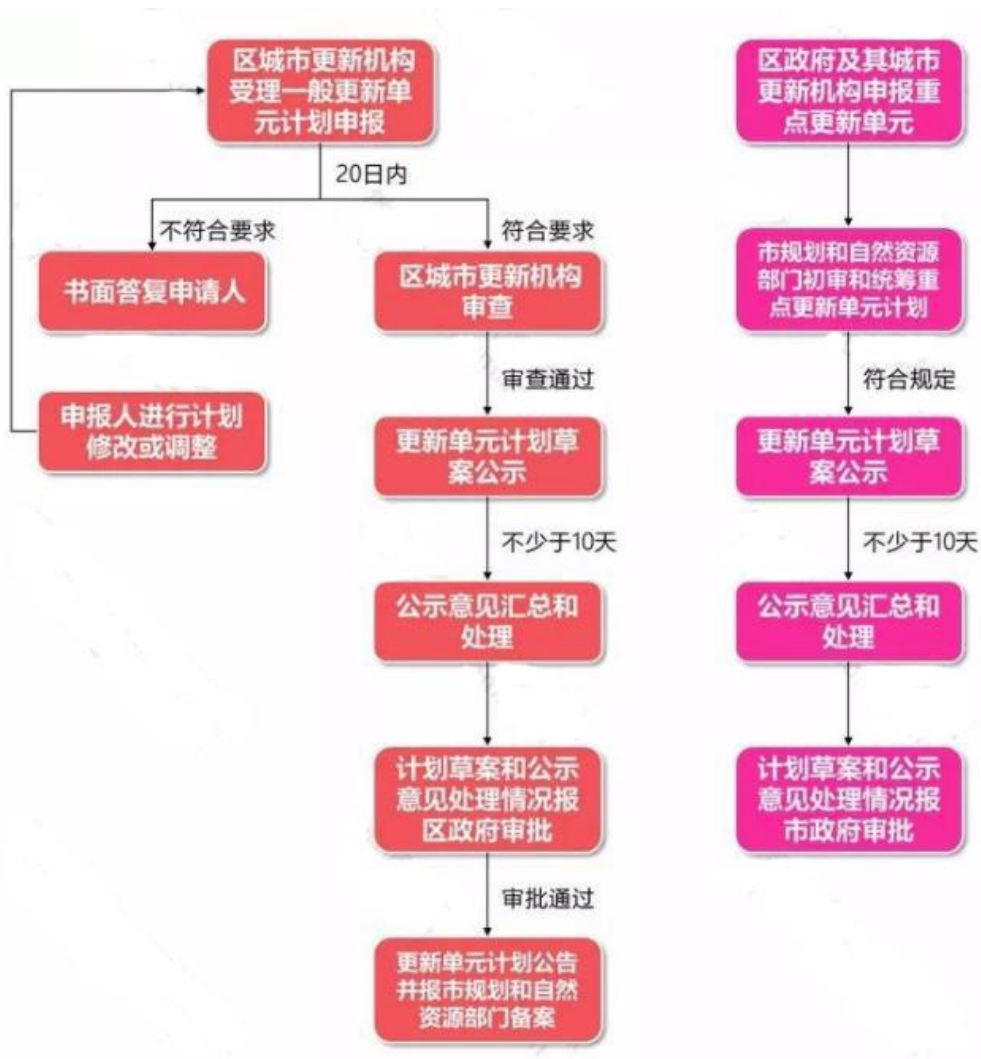 区城市更新机构
受理一般更新单
元计划申报
20日内
不符合要求
符合要求
书面答复申请人
区城市更新机构
审查
审查通过
申报人进行计划
修改或调整
更新单元计划草
案公示
不少于10天
公示意见汇总和
处理
计划草案和公示
意见处理情况报
区政府审批
审批通过
更新单元计划公告
并报市规划和自然
资源部门备案
区政府及其城市
更新机构申报重
点更新单元
市规划和自然资源
部门初审和统筹重
点更新单元计划
符合规定
更新单元计划草
案公示
不少于10天
公示意见汇总和
处理
计划草案和公示
意见处理情况报
市政府审批